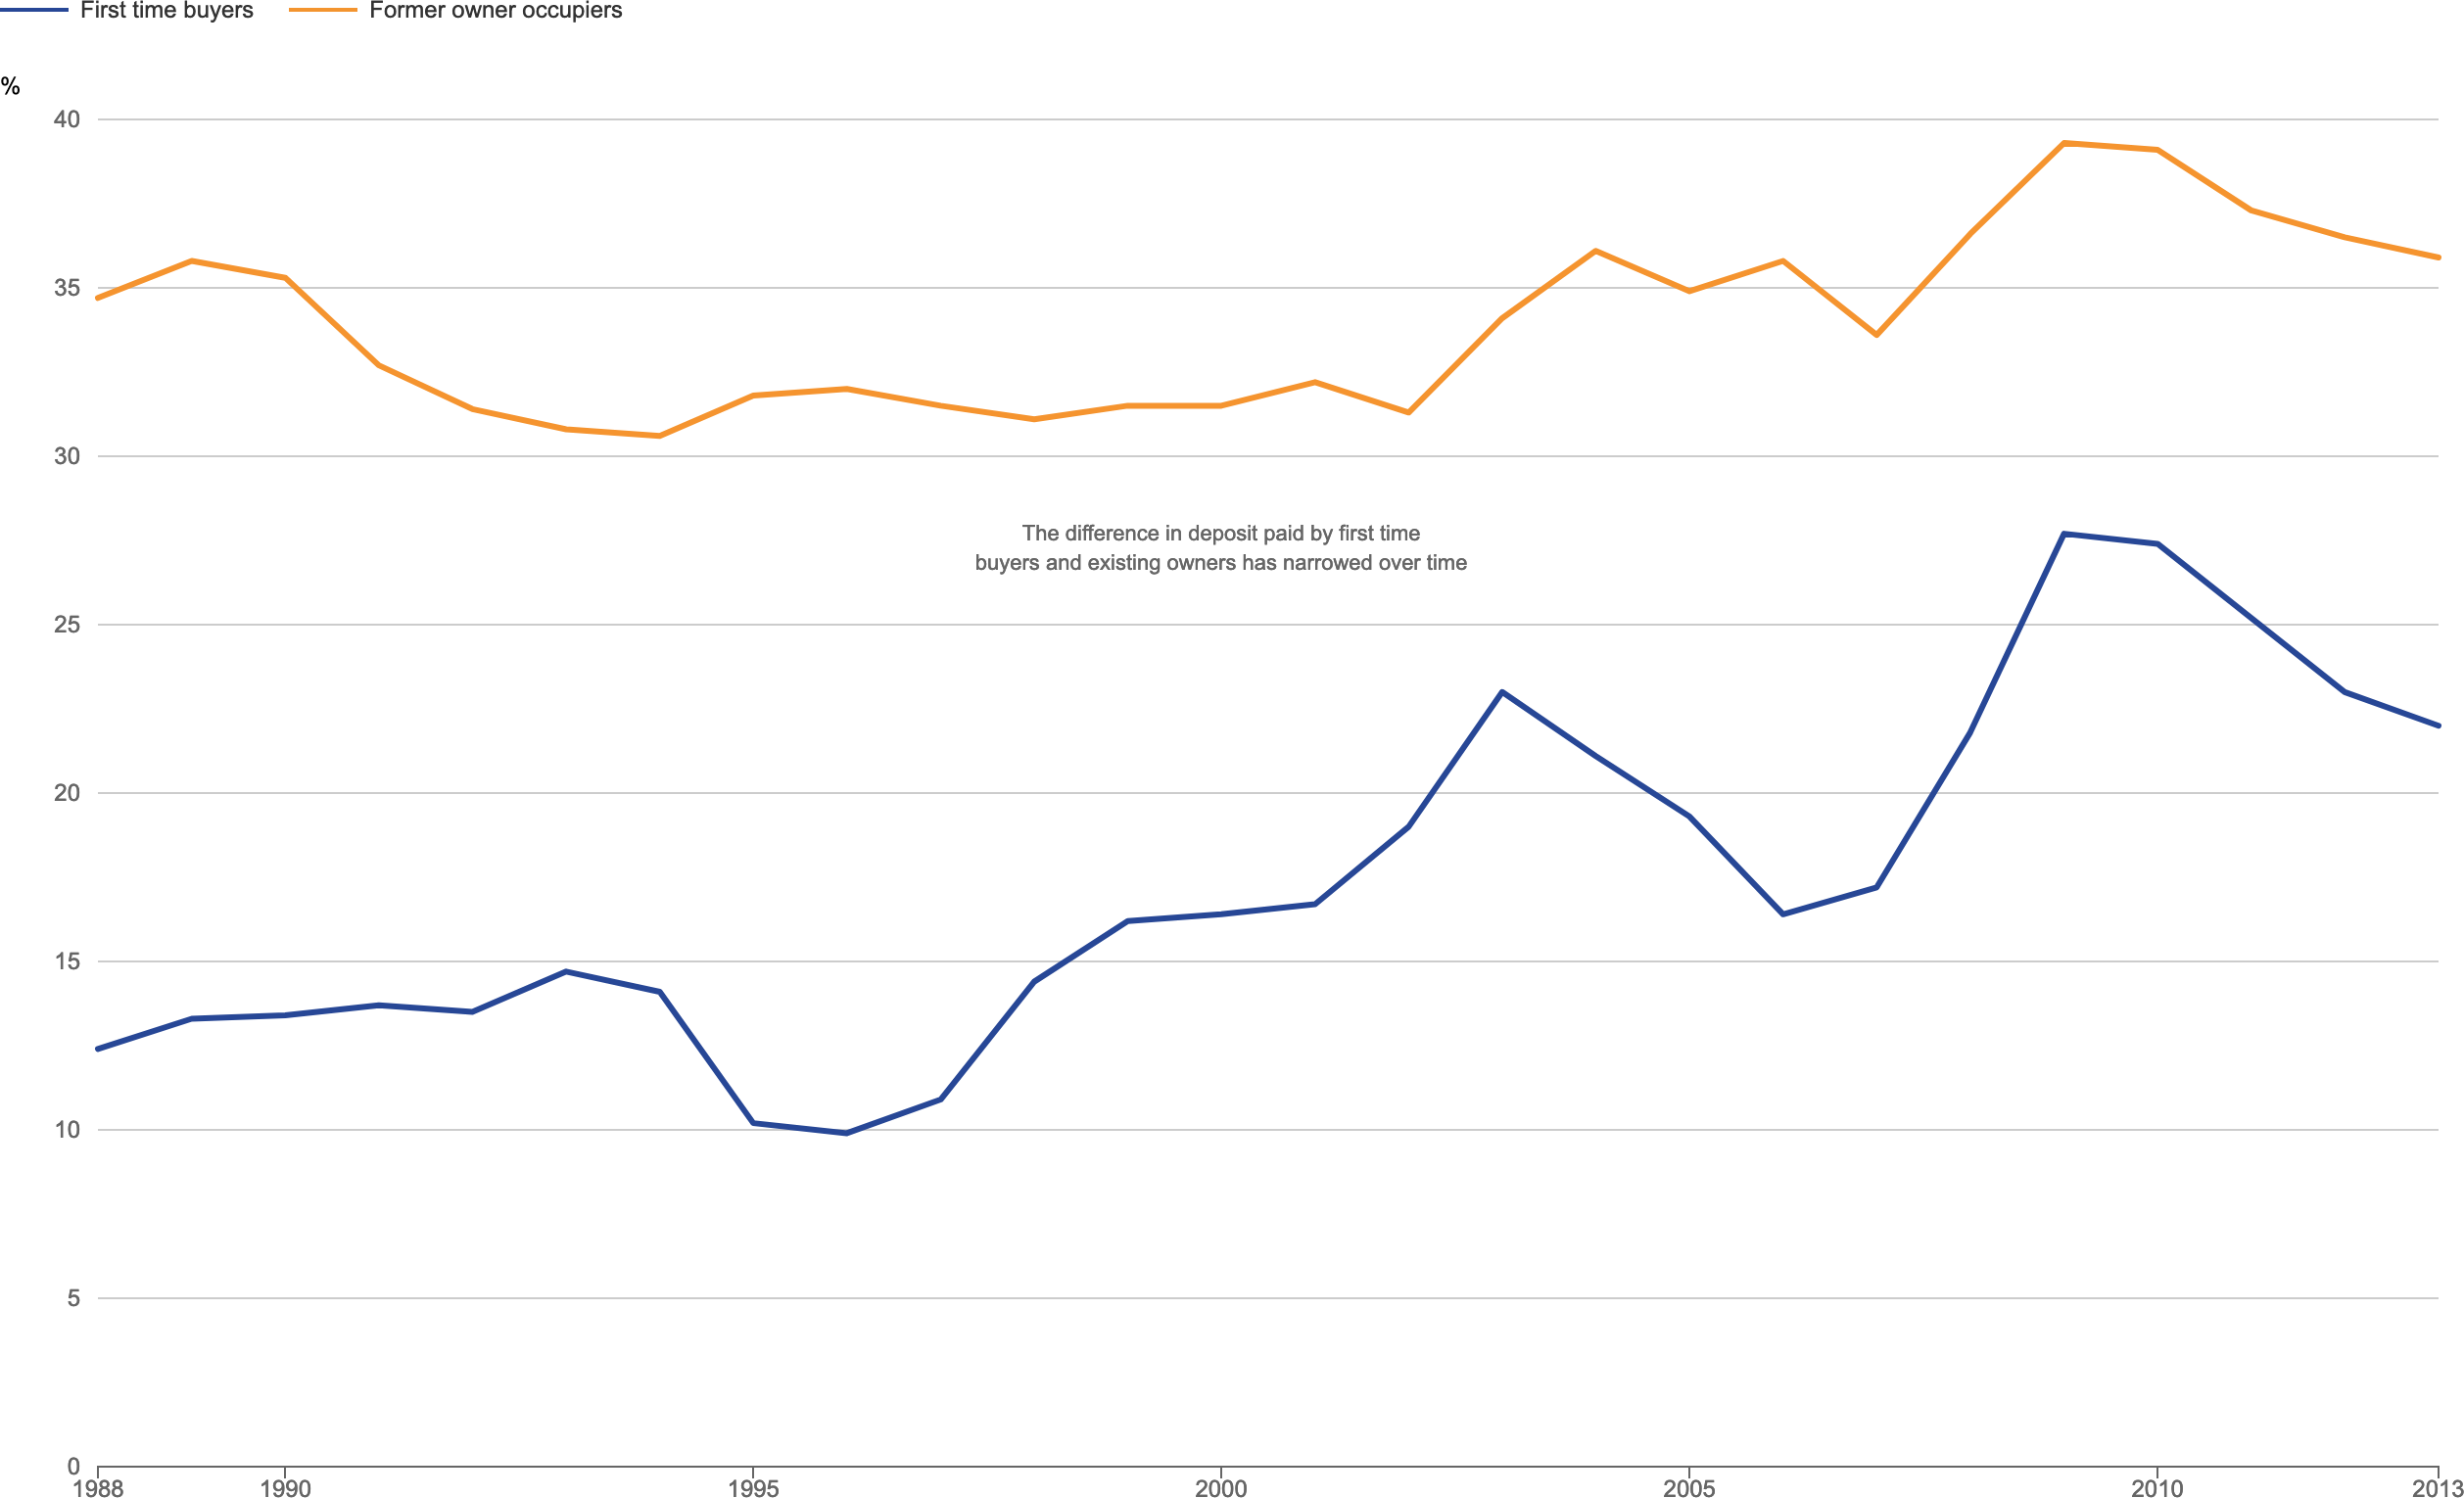 First time buyers Former owner occupiers
%
40
35
30
The difference in deposit paid by first time
buyers and existing owners has narrowed over time
25
20
15
10
5
0
1988 1990 1995 2000 2005 2010 2013